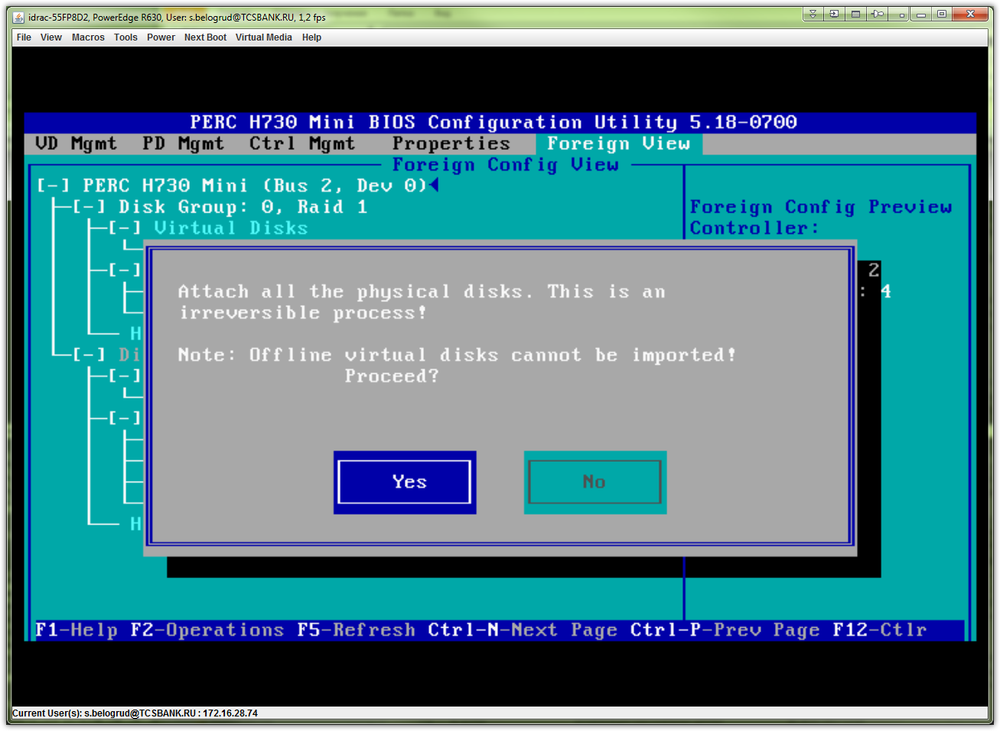 idrac-55FP8D2, PowerEdge R630, User: s.belogrud@TCSBANK.RU, 1,2 fps
File View Macros Tools Power Next Boot Virtual Media Help
PERC H730 Mini BIOS Configuration Utility 5.18-0700
VD Mgmt PD Mgmt Ctrl Mgmt Properties Foreign View
Foreign Config View
[-] PERC H730 Mini (Bus 2, Dev 0)
[-] Disk Group: 0, Raid 1
Foreign Config Preview
[-] Virtual Disks
Controller:
[-]
2
Attach all the physical disks. This is an
: 4
irreversible process!
H
[-] Di
Note: Offline virtual disks cannot be imported!
[-]
Proceed?
[-]
Yes
No
H
F1-Help F2-Operations F5-Refresh Ctrl-N-Next Page Ctrl-P-Prev Page F12-Ctlr
Current User(s): s.belogrud@TCSBANK.RU : 172.16.28.74